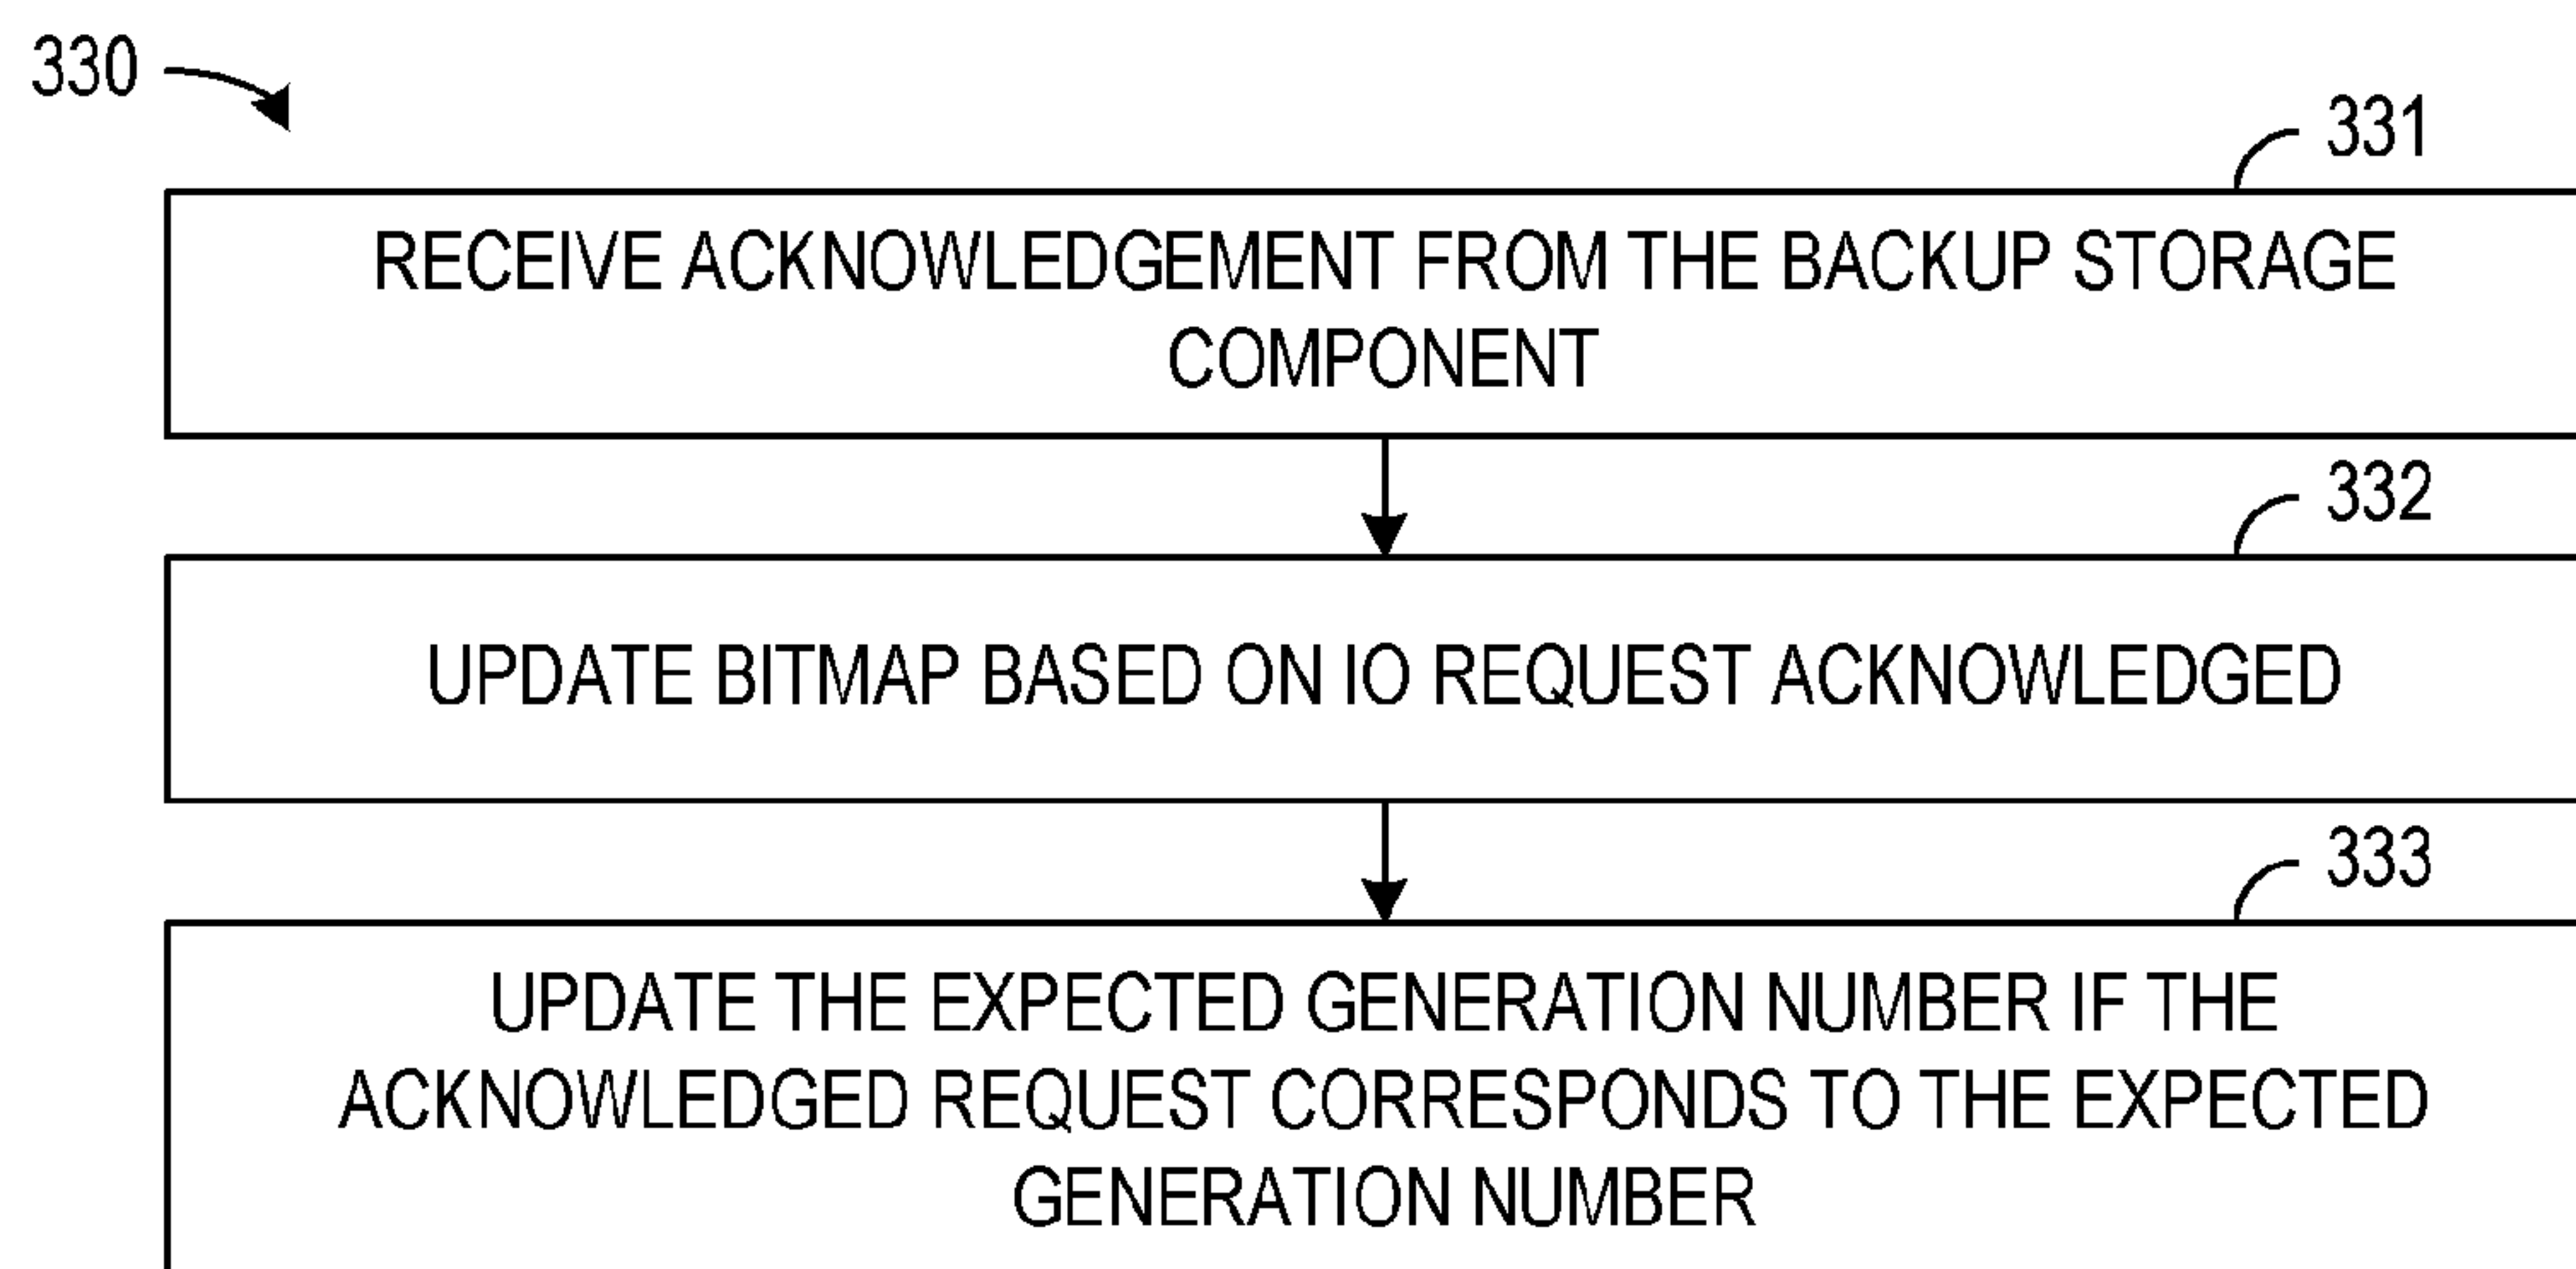 330
331
RECEIVE ACKNOWLEDGEMENT FROM THE BACKUP STORAGE
COMPONENT
332
UPDATE BITMAP BASED ON IO REQUEST ACKNOWLEDGED
333
UPDATE THE EXPECTED GENERATION NUMBER IF THE
ACKNOWLEDGED REQUEST CORRESPONDS TO THE EXPECTED
GENERATION NUMBER